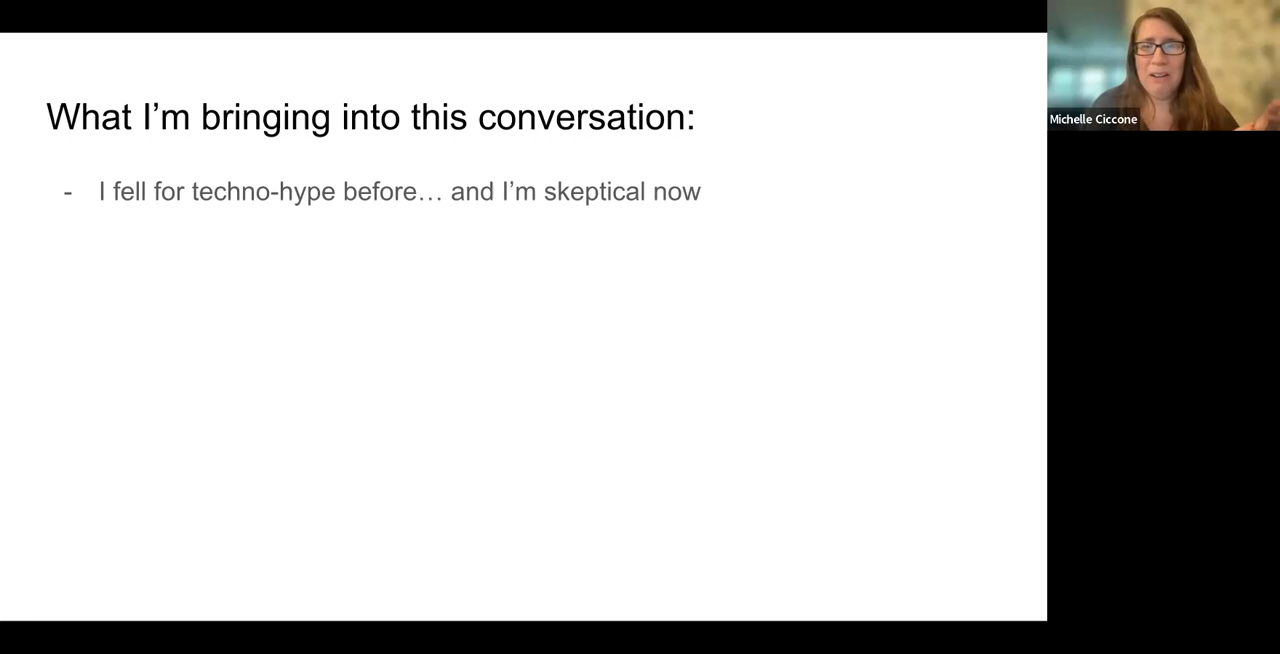 What I’m bringing into this conversation:
- I fell for techno-hype before… and I’m skeptical now
Michelle Ciccone